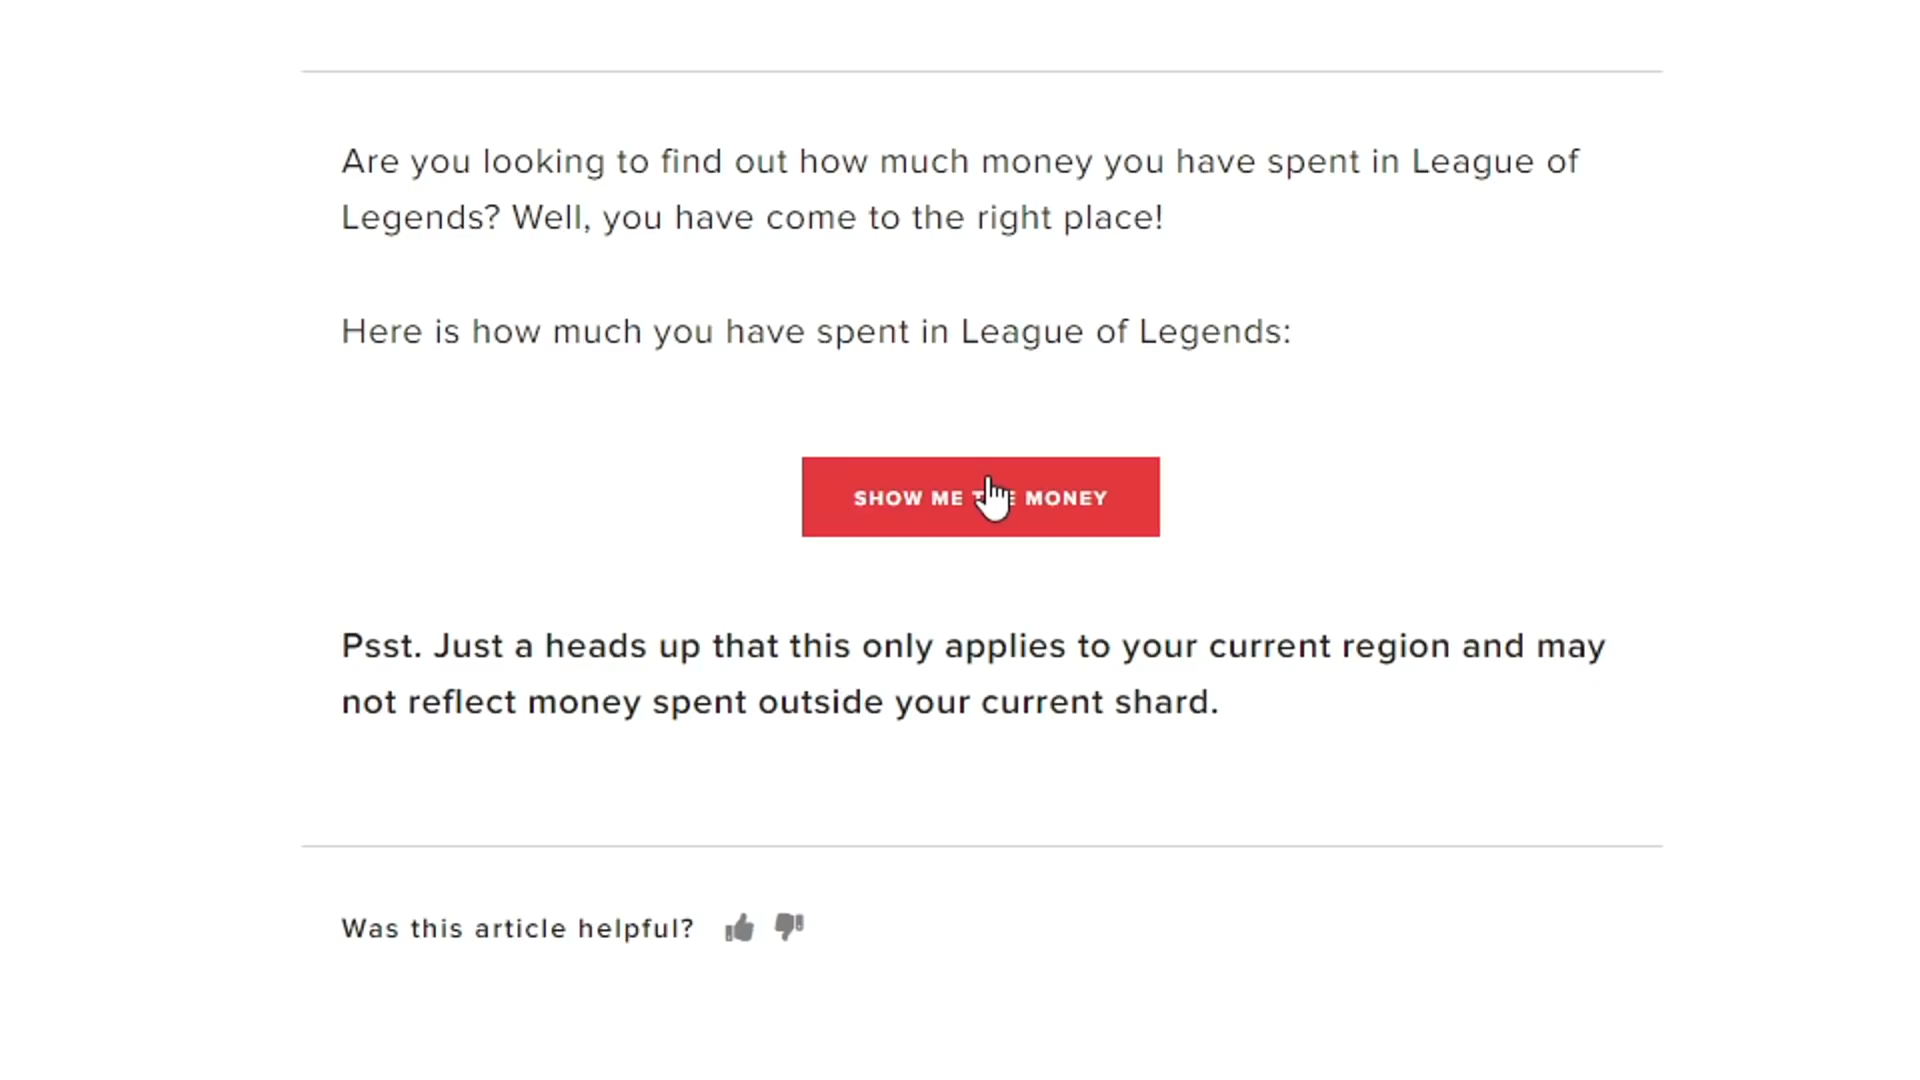 Are you looking to find out how much money you have spent in League of
Legends? Well, you have come to the right place!
Here is how much you have spent in League of Legends:
SHOW ME THE MONEY
Psst. Just a heads up that this only applies to your current region and may
not reflect money spent outside your current shard.
Was this article helpful?